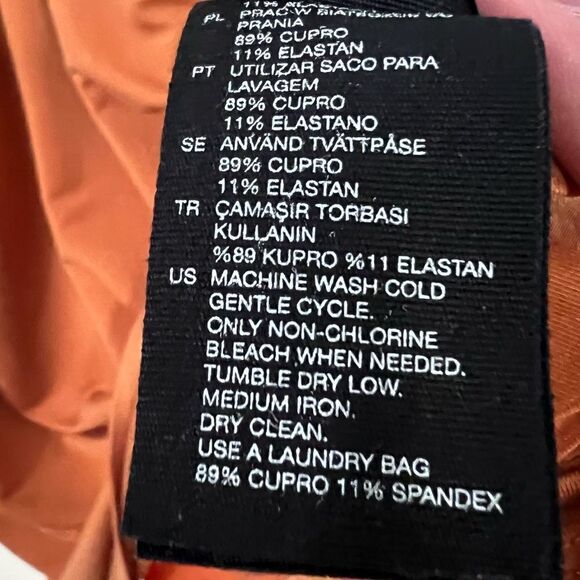 PL
PRANIA
89% CUPRO
11% ELASTAN
PT UTILIZAR SACO PARA
LAVAGEM
89% CUPRO
11% ELASTANO
SE ANVÄND TVÄTTPÅSE
89% CUPRO
11% ELASTAN
TR ÇAMAŞIR TORBASI
KULLANIN
%89 KUPRO %11 ELASTAN
US MACHINE WASH COLD
GENTLE CYCLE.
ONLY NON-CHLORINE
BLEACH WHEN NEEDED.
TUMBLE DRY LOW.
MEDIUM IRON.
DRY CLEAN.
USE A LAUNDRY BAG
89% CUPRO 11% SPANDEX